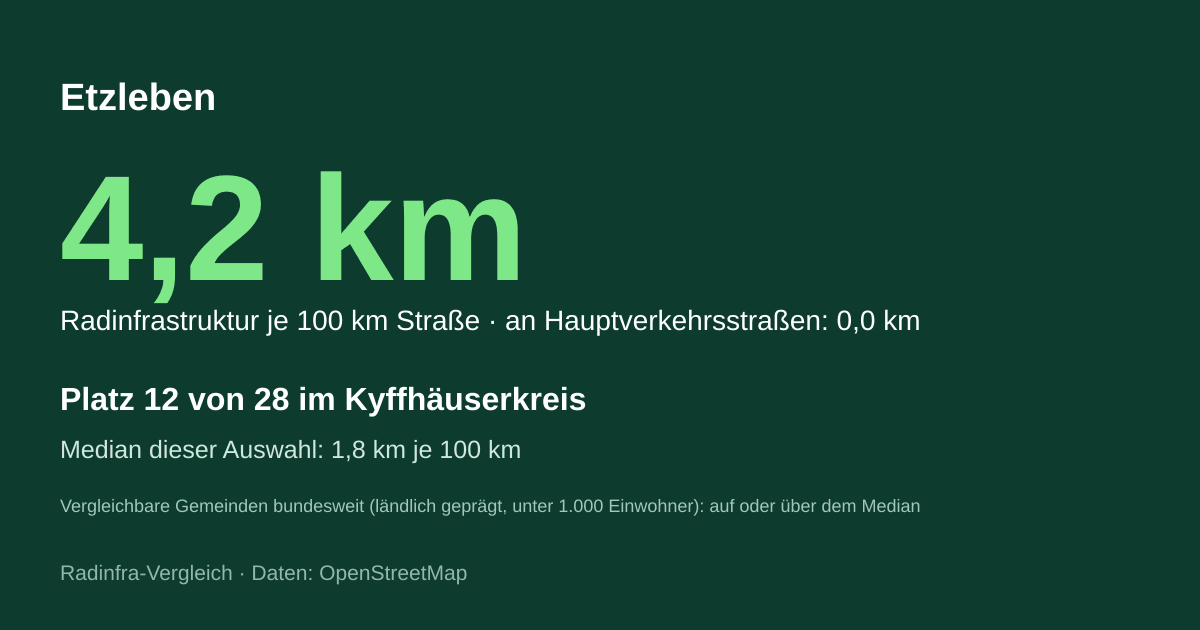 Etzleben
4,2 km
Radinfrastruktur je 100 km Straße · an Hauptverkehrsstraßen: 0,0 km
Platz 12 von 28 im Kyffhäuserkreis
Median dieser Auswahl: 1,8 km je 100 km
Vergleichbare Gemeinden bundesweit (ländlich geprägt, unter 1.000 Einwohner): auf oder über dem Median
Radinfra-Vergleich · Daten: OpenStreetMap